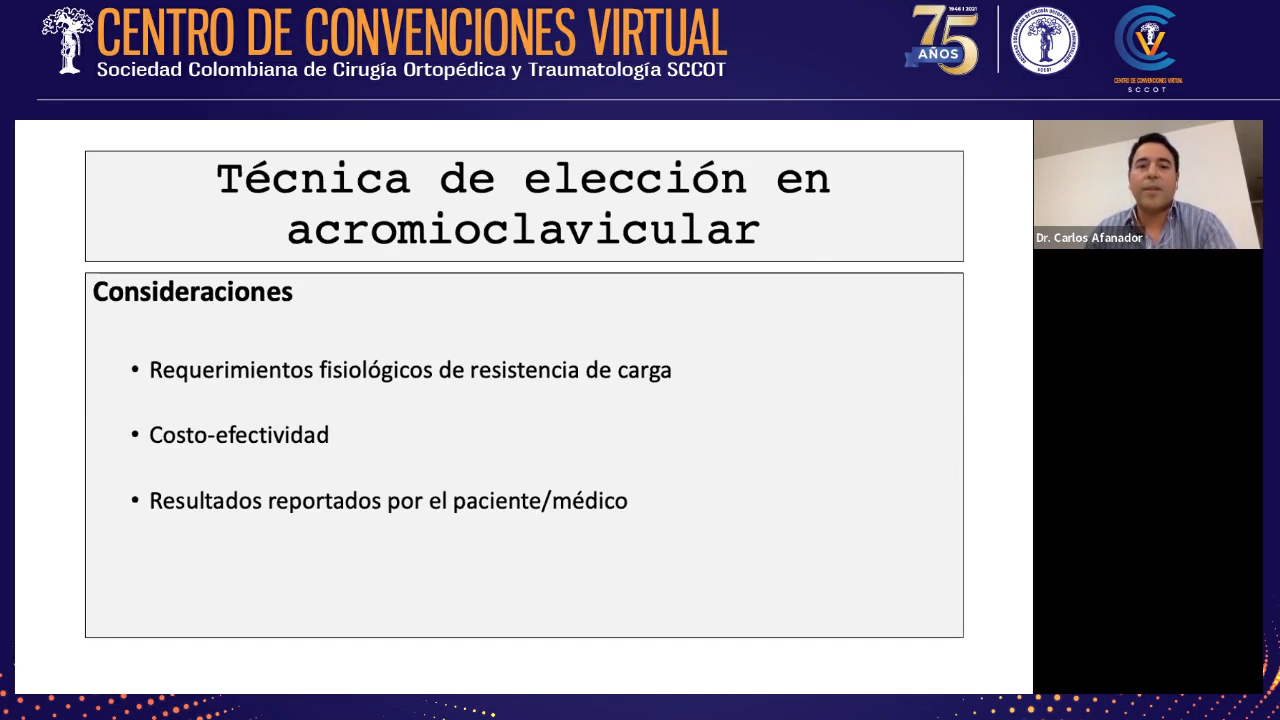 CENTRO DE CONVENCIONES VIRTUAL
Sociedad Colombiana de Cirugía Ortopédica y Traumatología SCCOT
1946 I 2021
75
AÑOS
CENTRO DE CONVENCIONES VIRTUAL
SCCOT
Técnica de elección en
acromioclavicular
Dr. Carlos Afanador
Consideraciones
• Requerimientos fisiológicos de resistencia de carga
• Costo-efectividad
• Resultados reportados por el paciente/médico